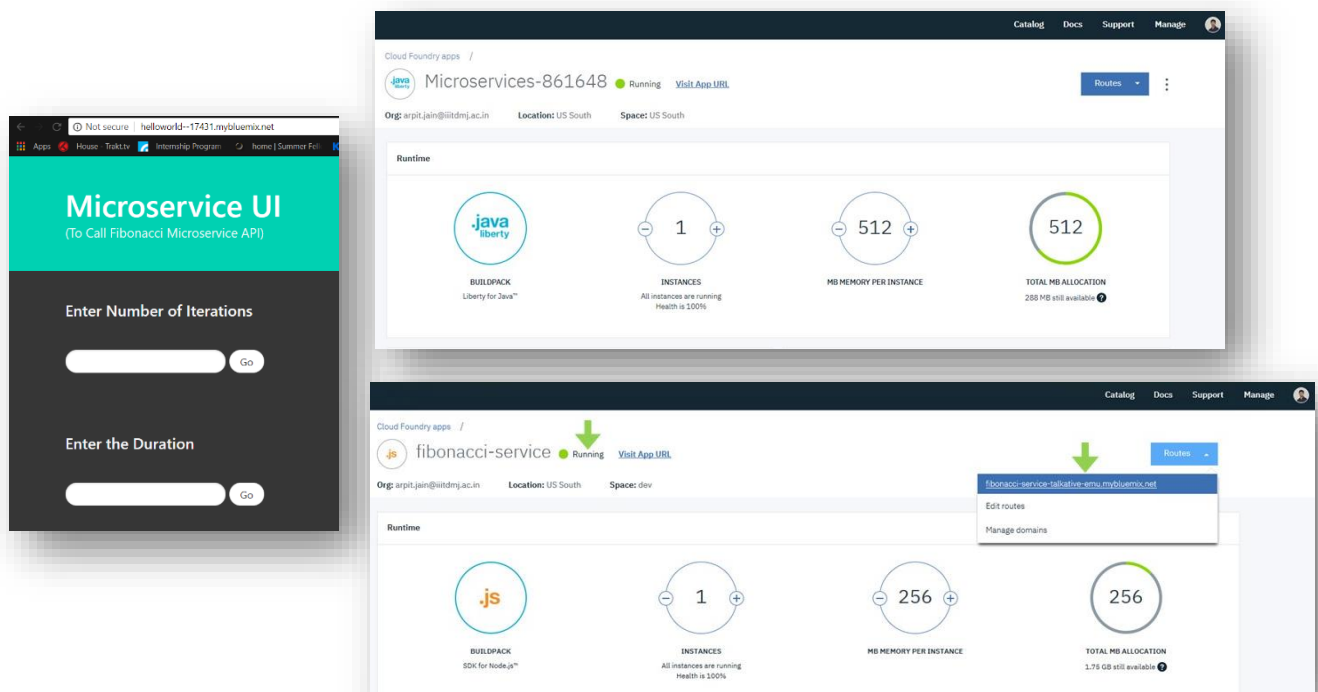 Not secure | helloworld--17431.mybluemix.net
Apps House - Trakt.tv Internship Program home | Summer Fell
Microservice UI
(To Call Fibonacci Microservice API)
Enter Number of Iterations
Go
Enter the Duration
Go
Catalog Docs Support Manage
Cloud Foundry apps /
java liberty Microservices-861648 Running Visit App URL Routes
Org: arpit.jain@iiitdmj.ac.in Location: US South Space: US South
Runtime
.java
liberty
1
512
512
BUILDPACK INSTANCES MB MEMORY PER INSTANCE TOTAL MB ALLOCATION
Liberty for Java™ All instances are running 288 MB still available ?
Health is 100%
Catalog Docs Support Manage
Cloud Foundry apps /
.js fibonacci-service Running Visit App URL Routes
Org: arpit.jain@iiitdmj.ac.in Location: US South Space: dev
fibonacci-service-talkative-emu.mybluemix.net
Edit routes
Manage domains
Runtime
.js
1
256
256
BUILDPACK INSTANCES MB MEMORY PER INSTANCE TOTAL MB ALLOCATION
SDK for Node.js™ All instances are running 1.75 GB still available ?
Health is 100%